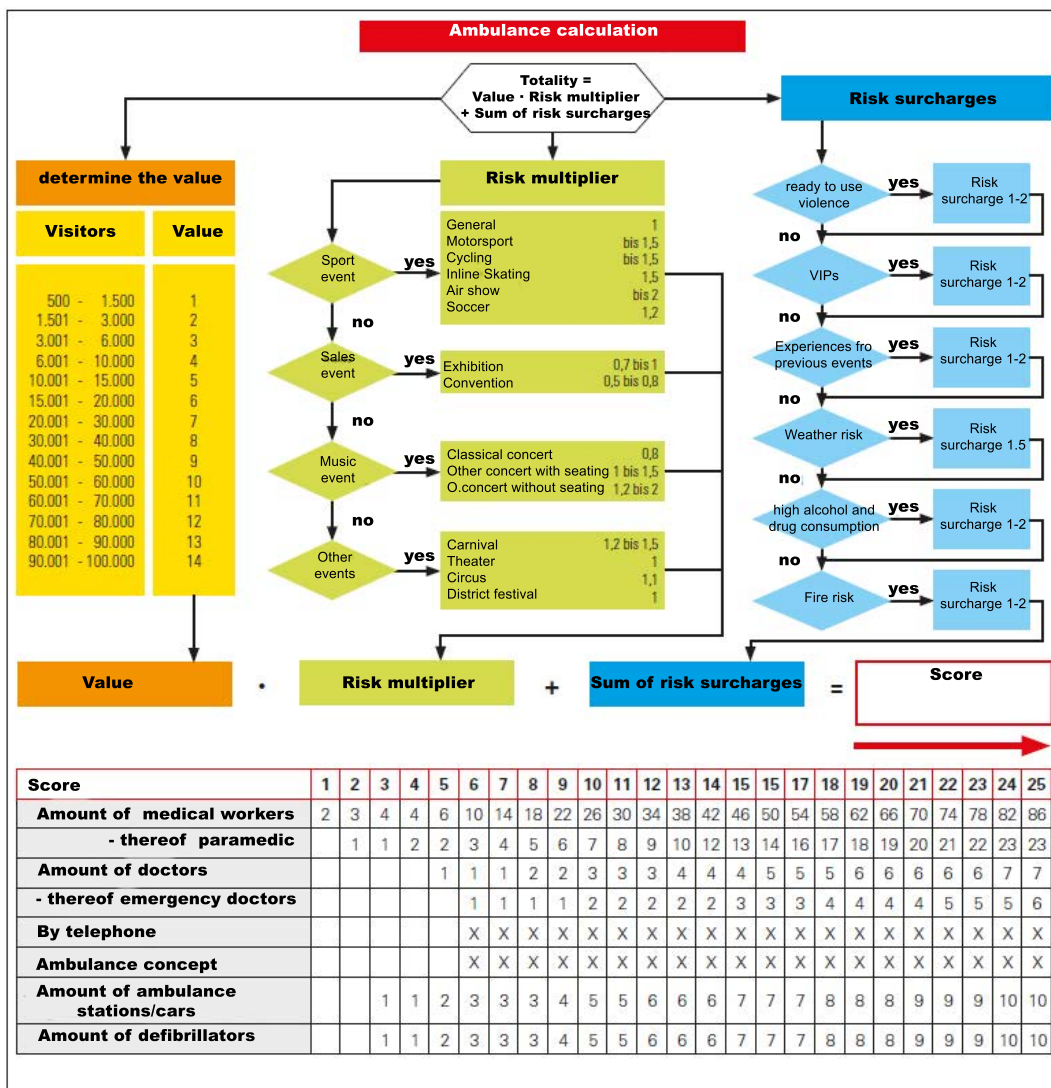 Ambulance calculation
Totality =
Value · Risk multiplier
+ Sum of risk surcharges
Risk surcharges
determine the value
Visitors Value
500 - 1.500 1
1.501 - 3.000 2
3.001 - 6.000 3
6.001 - 10.000 4
10.001 - 15.000 5
15.001 - 20.000 6
20.001 - 30.000 7
30.001 - 40.000 8
40.001 - 50.000 9
50.001 - 60.000 10
60.001 - 70.000 11
70.001 - 80.000 12
80.001 - 90.000 13
90.001 - 100.000 14
Risk multiplier
Sport
event
yes
General 1
Motorsport bis 1,5
Cycling bis 1,5
Inline Skating 1,5
Air show bis 2
Soccer 1,2
no
Sales
event
yes
Exhibition 0,7 bis 1
Convention 0,5 bis 0,8
no
Music
event
yes
Classical concert 0,8
Other concert with seating 1 bis 1,5
O.concert without seating 1,2 bis 2
no
Other
events
yes
Carnival 1,2 bis 1,5
Theater 1
Circus 1,1
District festival 1
ready to use
violence
yes
Risk
surcharge 1-2
no
VIPs
yes
Risk
surcharge 1-2
no
Experiences fro
previous events
yes
Risk
surcharge 1-2
no
Weather risk
yes
Risk
surcharge 1.5
no
high alcohol and
drug consumption
yes
Risk
surcharge 1-2
no
Fire risk
yes
Risk
surcharge 1-2
Value · Risk multiplier + Sum of risk surcharges = Score
Score 1 2 3 4 5 6 7 8 9 10 11 12 13 14 15 15 17 18 19 20 21 22 23 24 25
Amount of medical workers 2 3 4 4 6 10 14 18 22 26 30 34 38 42 46 50 54 58 62 66 70 74 78 82 86
- thereof paramedic 1 1 2 2 3 4 5 6 7 8 9 10 12 13 14 16 17 18 19 20 21 22 23 23
Amount of doctors 1 1 1 2 2 3 3 3 4 4 4 5 5 5 6 6 6 6 6 7 7
- thereof emergency doctors 1 1 1 1 2 2 2 2 2 3 3 3 4 4 4 4 5 5 5 6
By telephone X X X X X X X X X X X X X X X X X X X X
Ambulance concept X X X X X X X X X X X X X X X X X X X X
Amount of ambulance
stations/cars 1 1 2 3 3 3 4 5 5 6 6 6 7 7 7 8 8 8 9 9 9 10 10
Amount of defibrillators 1 1 2 3 3 3 4 5 5 6 6 6 7 7 7 8 8 8 9 9 9 10 10